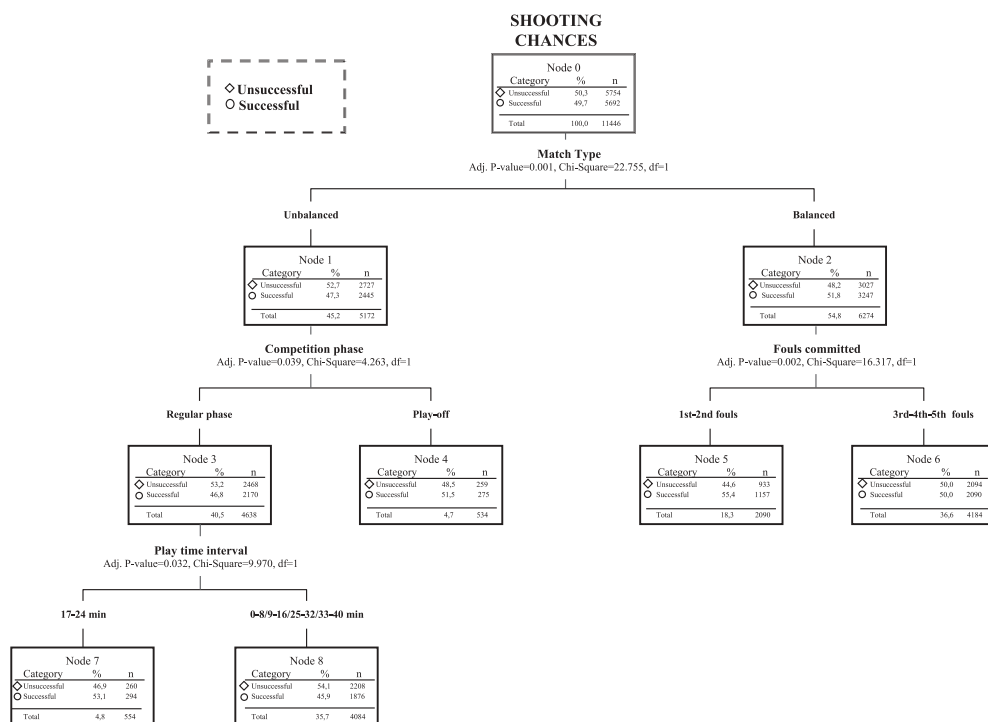 SHOOTING
CHANCES
Unsuccessful
Successful
Node 0
Category % n
Unsuccessful 50,3 5754
Successful 49,7 5692
Total 100,0 11446
Match Type
Adj. P-value=0.001, Chi-Square=22.755, df=1
Unbalanced Balanced
Node 1
Category % n
Unsuccessful 52,7 2727
Successful 47,3 2445
Total 45,2 5172
Node 2
Category % n
Unsuccessful 48,2 3027
Successful 51,8 3247
Total 54,8 6274
Competition phase
Adj. P-value=0.039, Chi-Square=4.263, df=1
Fouls committed
Adj. P-value=0.002, Chi-Square=16.317, df=1
Regular phase Play-off 1st-2nd fouls 3rd-4th-5th fouls
Node 3
Category % n
Unsuccessful 53,2 2468
Successful 46,8 2170
Total 40,5 4638
Node 4
Category % n
Unsuccessful 48,5 259
Successful 51,5 275
Total 4,7 534
Node 5
Category % n
Unsuccessful 44,6 933
Successful 55,4 1157
Total 18,3 2090
Node 6
Category % n
Unsuccessful 50,0 2094
Successful 50,0 2090
Total 36,6 4184
Play time interval
Adj. P-value=0.032, Chi-Square=9.970, df=1
17-24 min 0-8/9-16/25-32/33-40 min
Node 7
Category % n
Unsuccessful 46,9 260
Successful 53,1 294
Total 4,8 554
Node 8
Category % n
Unsuccessful 54,1 2208
Successful 45,9 1876
Total 35,7 4084